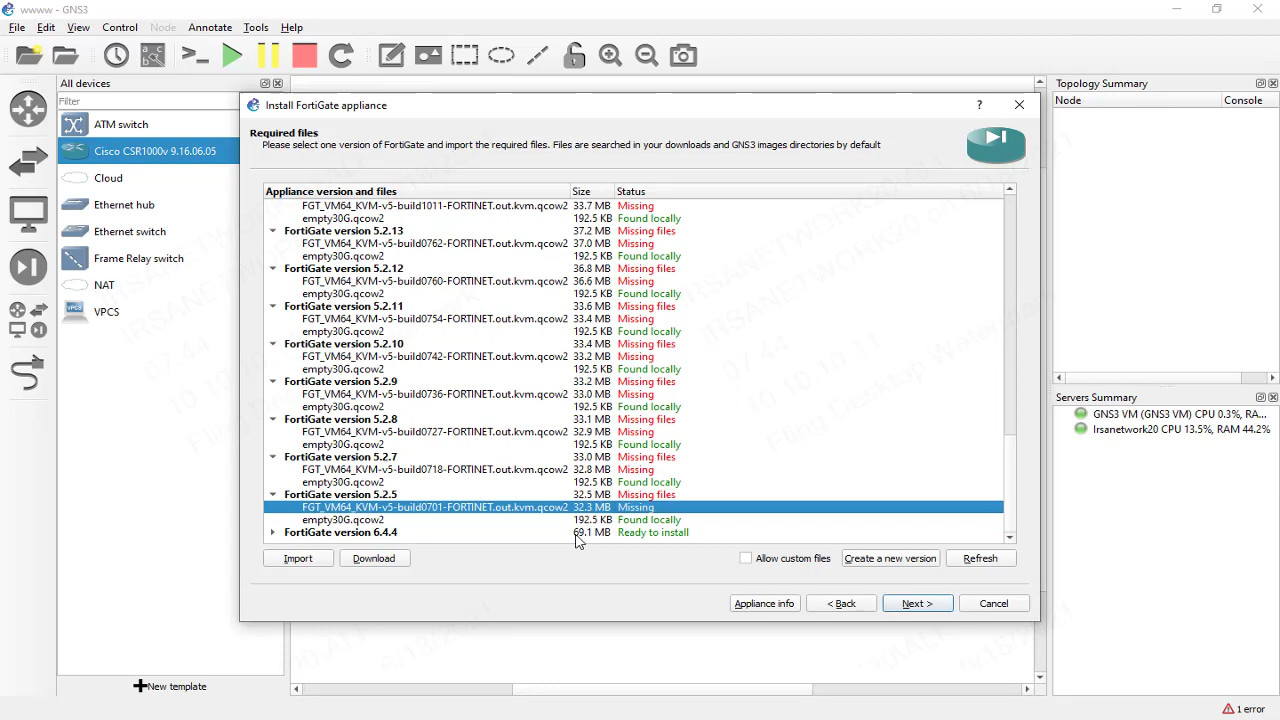 wwww - GNS3
File Edit View Control Node Annotate Tools Help
All devices
Filter
ATM switch
Cisco CSR1000v 9.16.06.05
Cloud
Ethernet hub
Ethernet switch
Frame Relay switch
NAT
VPCS
New template
Install FortiGate appliance
Required files
Please select one version of FortiGate and import the required files. Files are searched in your downloads and GNS3 images directories by default
Appliance version and files Size Status
FGT_VM64_KVM-v5-build1011-FORTINET.out.kvm.qcow2 33.7 MB Missing
empty30G.qcow2 192.5 KB Found locally
FortiGate version 5.2.13 37.2 MB Missing files
FGT_VM64_KVM-v5-build0762-FORTINET.out.kvm.qcow2 37.0 MB Missing
empty30G.qcow2 192.5 KB Found locally
FortiGate version 5.2.12 36.8 MB Missing files
FGT_VM64_KVM-v5-build0760-FORTINET.out.kvm.qcow2 36.6 MB Missing
empty30G.qcow2 192.5 KB Found locally
FortiGate version 5.2.11 33.6 MB Missing files
FGT_VM64_KVM-v5-build0754-FORTINET.out.kvm.qcow2 33.4 MB Missing
empty30G.qcow2 192.5 KB Found locally
FortiGate version 5.2.10 33.4 MB Missing files
FGT_VM64_KVM-v5-build0742-FORTINET.out.kvm.qcow2 33.2 MB Missing
empty30G.qcow2 192.5 KB Found locally
FortiGate version 5.2.9 33.2 MB Missing files
FGT_VM64_KVM-v5-build0736-FORTINET.out.kvm.qcow2 33.0 MB Missing
empty30G.qcow2 192.5 KB Found locally
FortiGate version 5.2.8 33.1 MB Missing files
FGT_VM64_KVM-v5-build0727-FORTINET.out.kvm.qcow2 32.9 MB Missing
empty30G.qcow2 192.5 KB Found locally
FortiGate version 5.2.7 33.0 MB Missing files
FGT_VM64_KVM-v5-build0718-FORTINET.out.kvm.qcow2 32.8 MB Missing
empty30G.qcow2 192.5 KB Found locally
FortiGate version 5.2.5 32.5 MB Missing files
FGT_VM64_KVM-v5-build0701-FORTINET.out.kvm.qcow2 32.3 MB Missing
empty30G.qcow2 192.5 KB Found locally
FortiGate version 6.4.4 69.1 MB Ready to install
Import Download Allow custom files Create a new version Refresh
Appliance info < Back Next > Cancel
Topology Summary
Node Console
Servers Summary
GNS3 VM (GNS3 VM) CPU 0.3%, RA...
Irsanetwork20 CPU 13.5%, RAM 44.2%
1 error